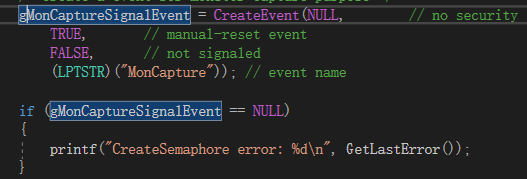 gMonCaptureSignalEvent = CreateEvent(NULL, // no security
TRUE, // manual-reset event
FALSE, // not signaled
(LPTSTR)("MonCapture")); // event name
if (gMonCaptureSignalEvent == NULL)
{
printf("CreateSemaphore error: %d\n", GetLastError());
}